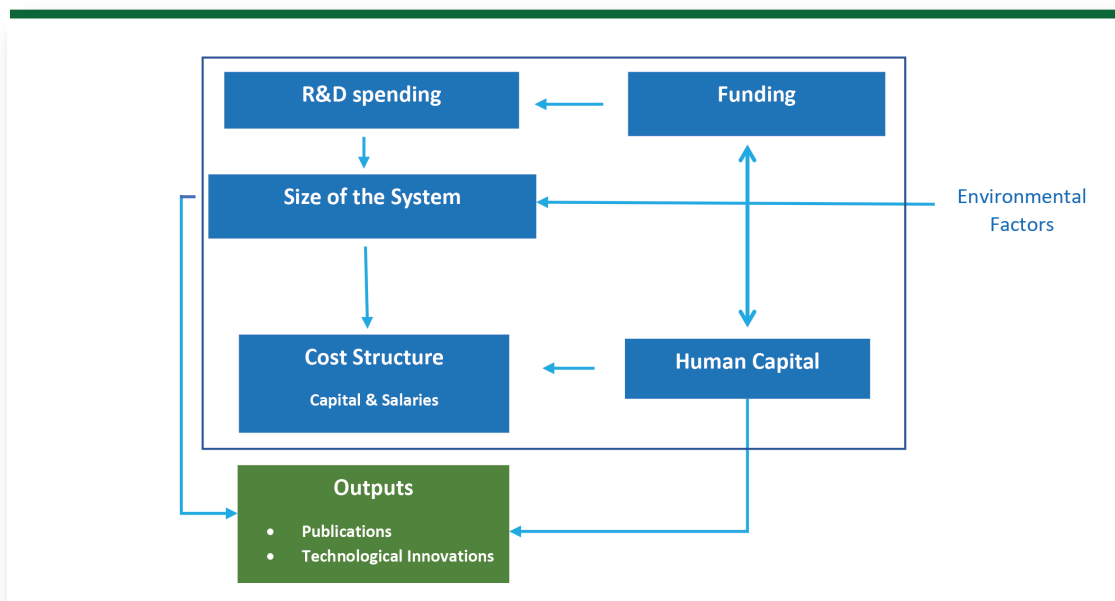 R&D spending
Funding
Size of the System
Environmental
Factors
Cost Structure
Capital & Salaries
Human Capital
Outputs
• Publications
• Technological Innovations